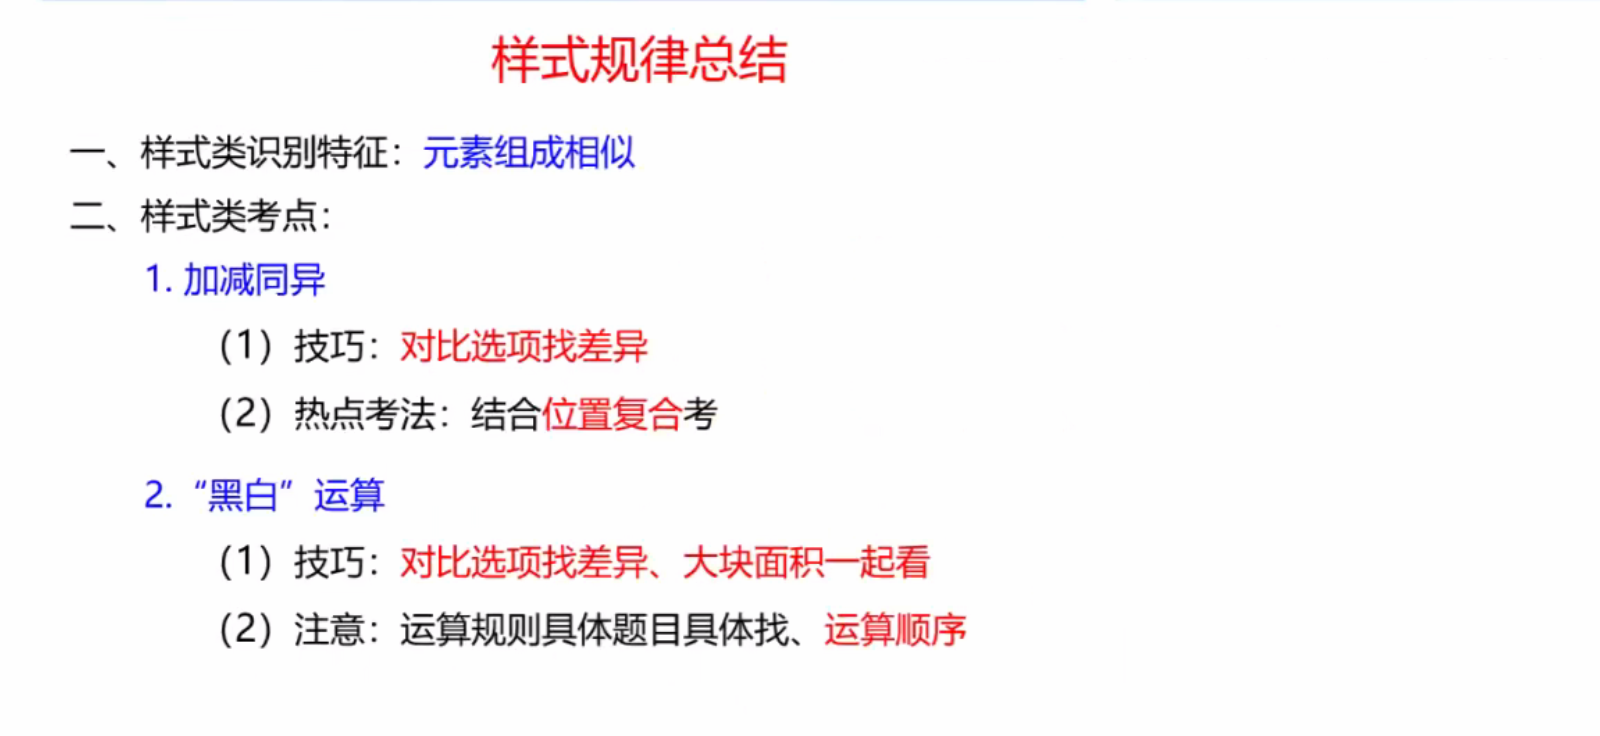 样式规律总结
一、样式类识别特征：元素组成相似
二、样式类考点：
1. 加减同异
（1）技巧：对比选项找差异
（2）热点考法：结合位置复合考
2.“黑白”运算
（1）技巧：对比选项找差异、大块面积一起看
（2）注意：运算规则具体题目具体找、运算顺序